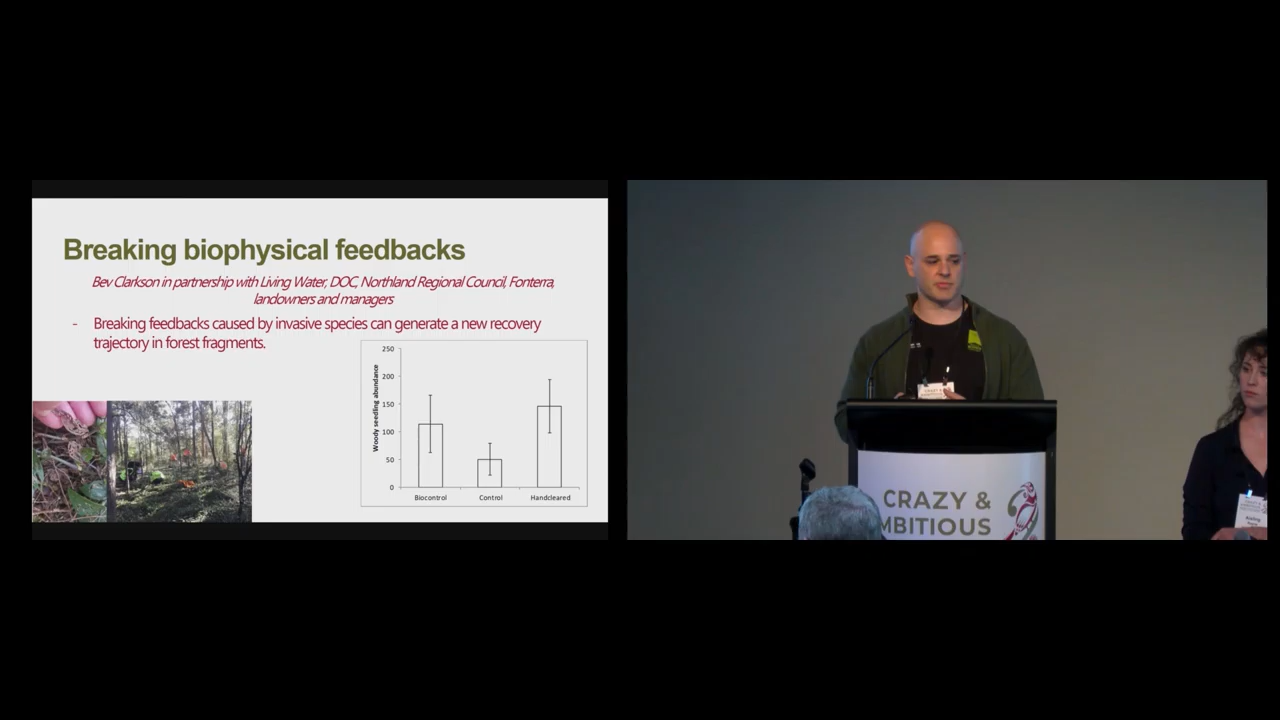 Breaking biophysical feedbacks
Bev Clarkson in partnership with Living Water, DOC, Northland Regional Council, Fonterra,
landowners and managers
- Breaking feedbacks caused by invasive species can generate a new recovery
trajectory in forest fragments.
Woody seedling abundance
250
200
150
100
50
0
Biocontrol Control Handcleared
CRAZY &
MBITIOUS